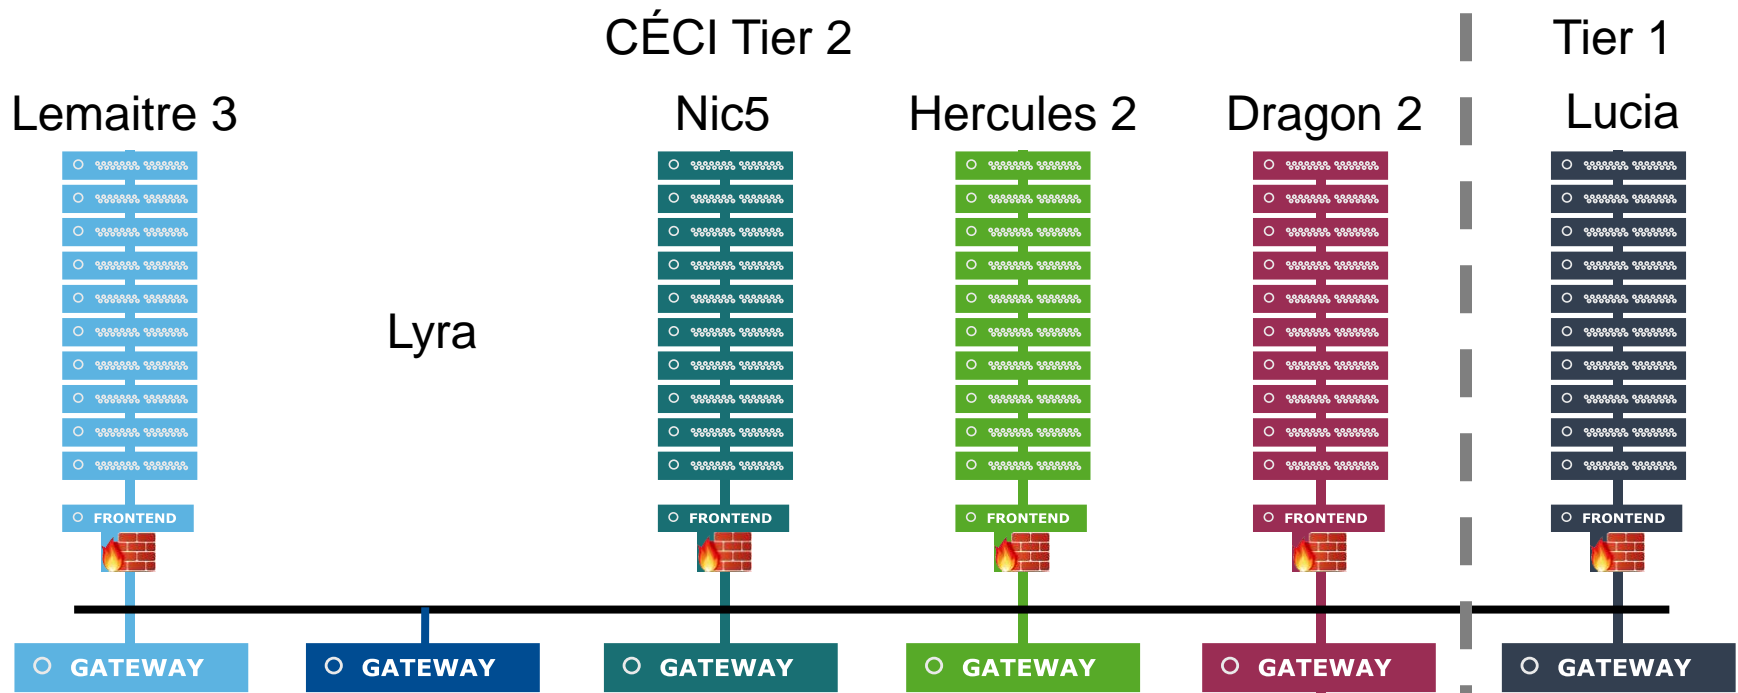 CÉCI Tier 2
Tier 1
Lemaitre 3
Nic5
Hercules 2
Dragon 2
Lucia
Lyra
FRONTEND
FRONTEND
FRONTEND
FRONTEND
FRONTEND
GATEWAY
GATEWAY
GATEWAY
GATEWAY
GATEWAY
GATEWAY